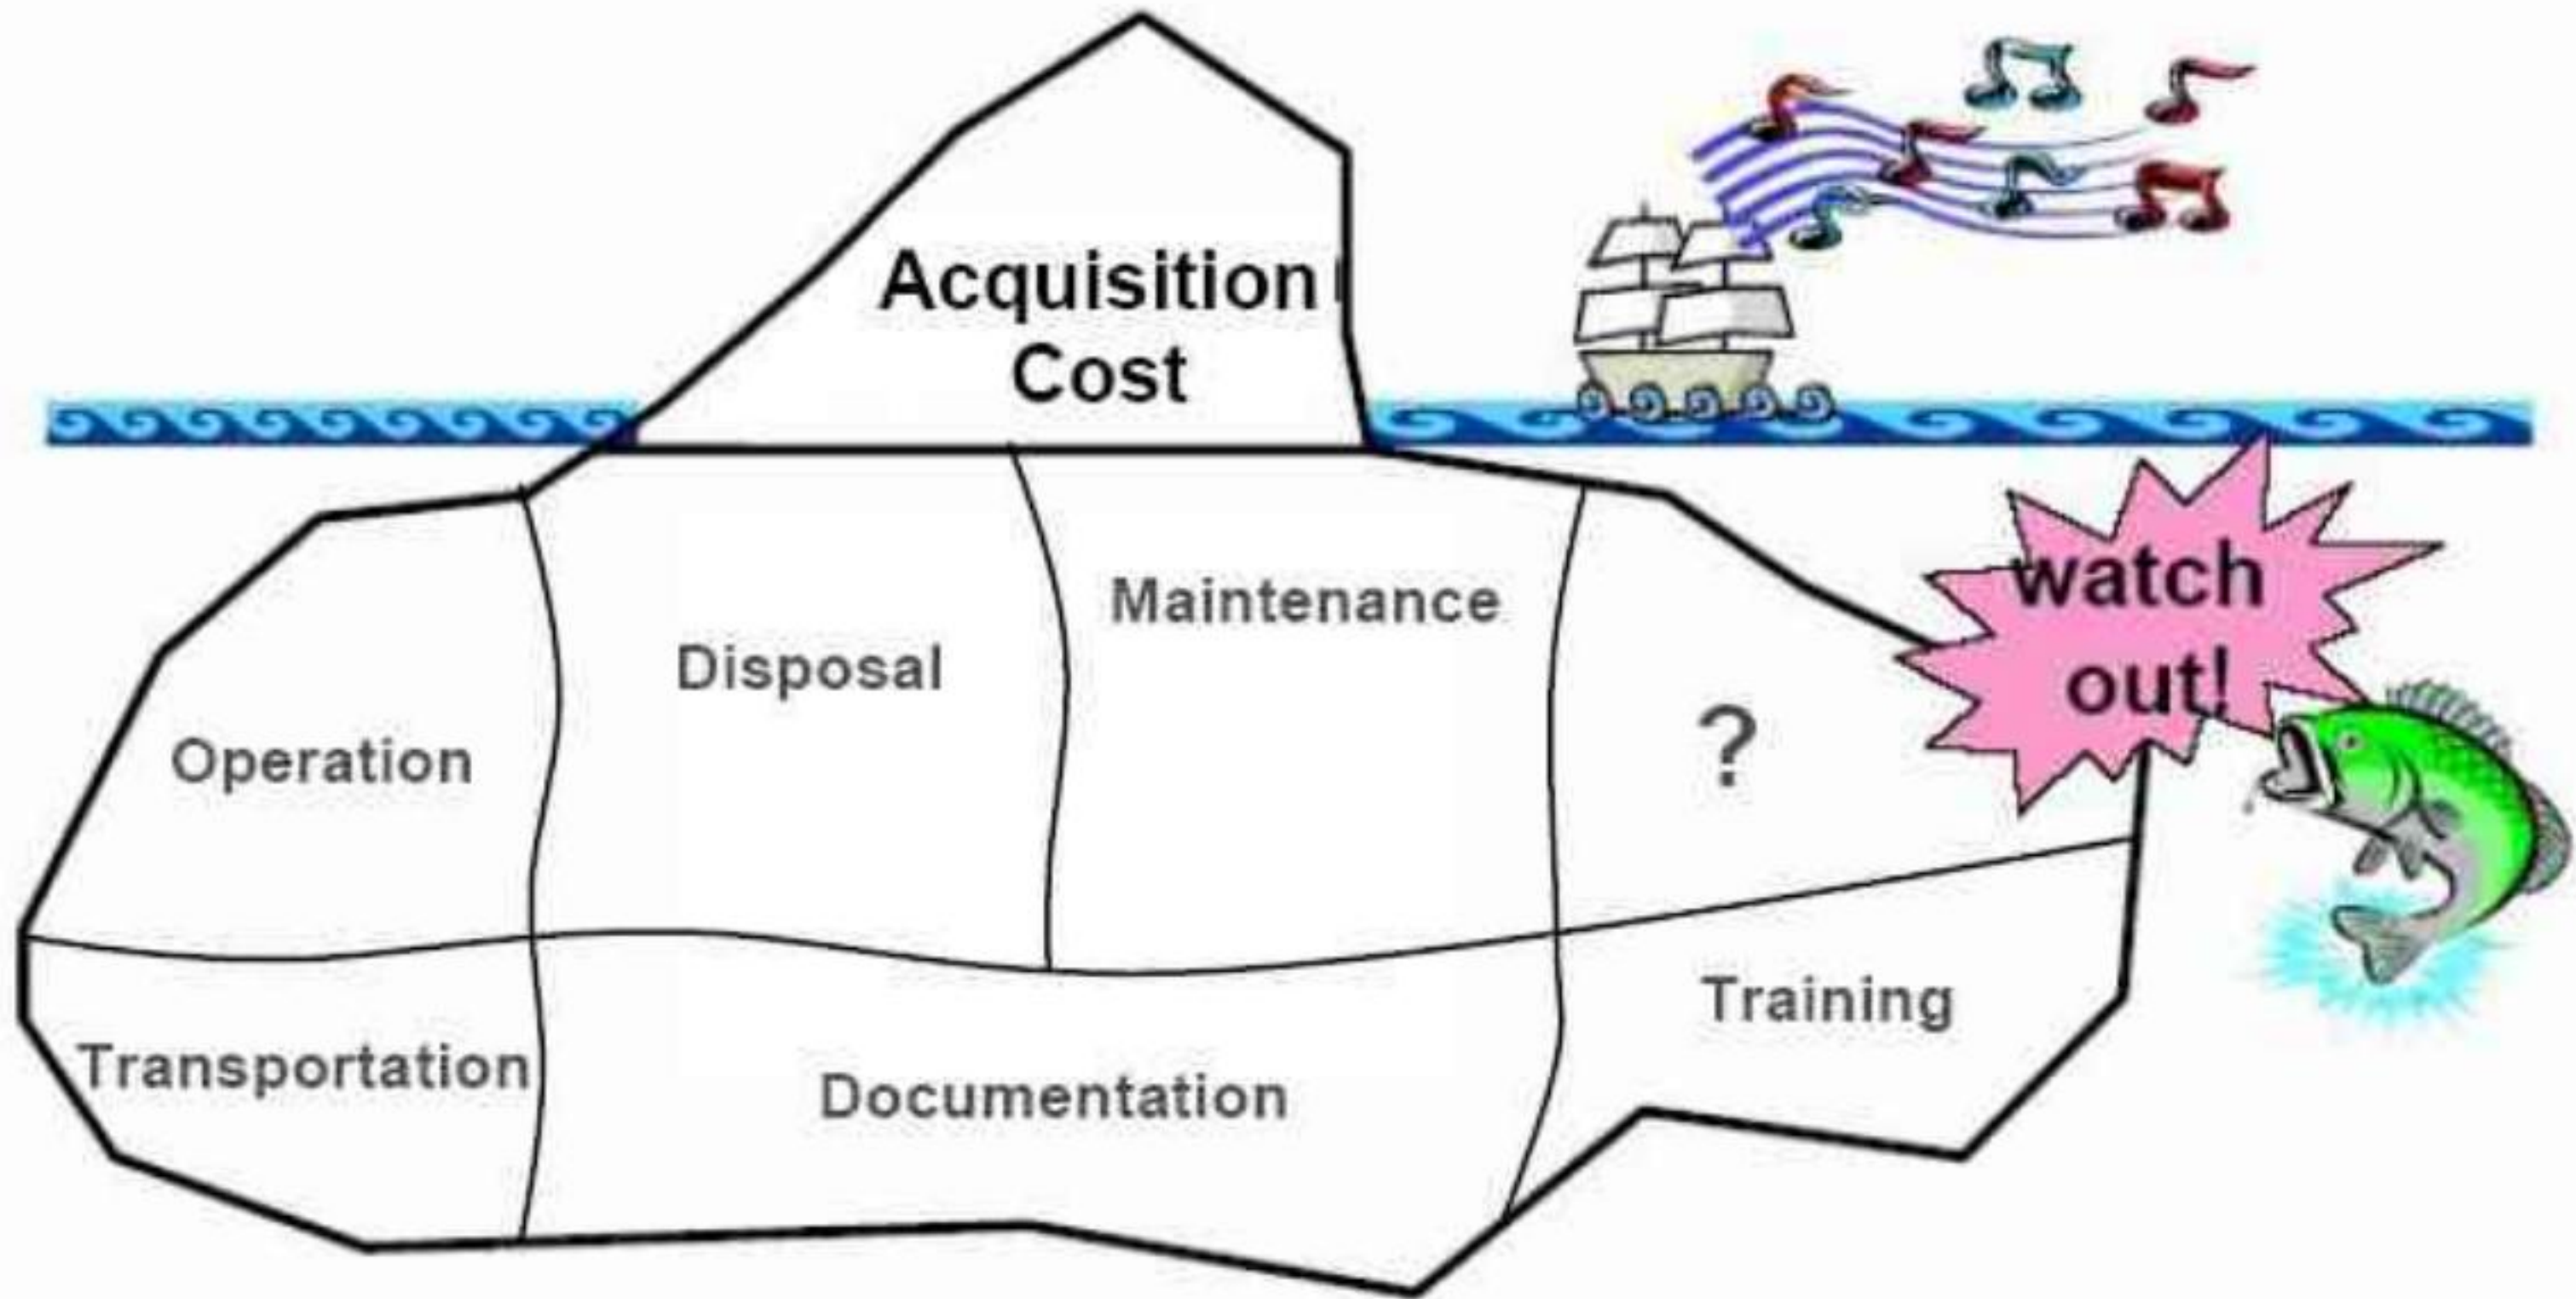 Acquisition
Cost
watch
out!
Maintenance
Disposal
?
Operation
Training
Transportation
Documentation